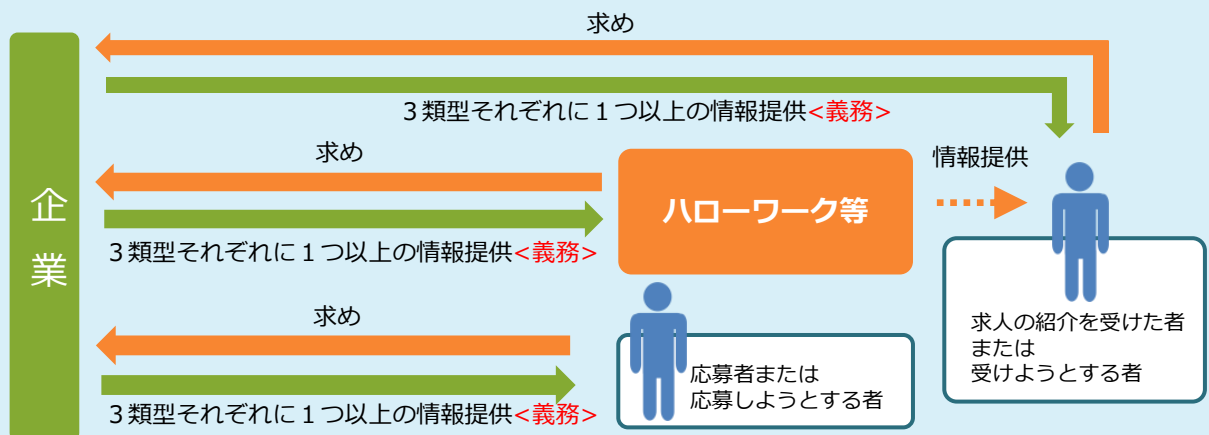 求め
３類型それぞれに１つ以上の情報提供<義務>
求め
ハローワーク等
情報提供
企業
３類型それぞれに１つ以上の情報提供<義務>
求め
求人の紹介を受けた者
または
受けようとする者
応募者または
応募しようとする者
３類型それぞれに１つ以上の情報提供<義務>